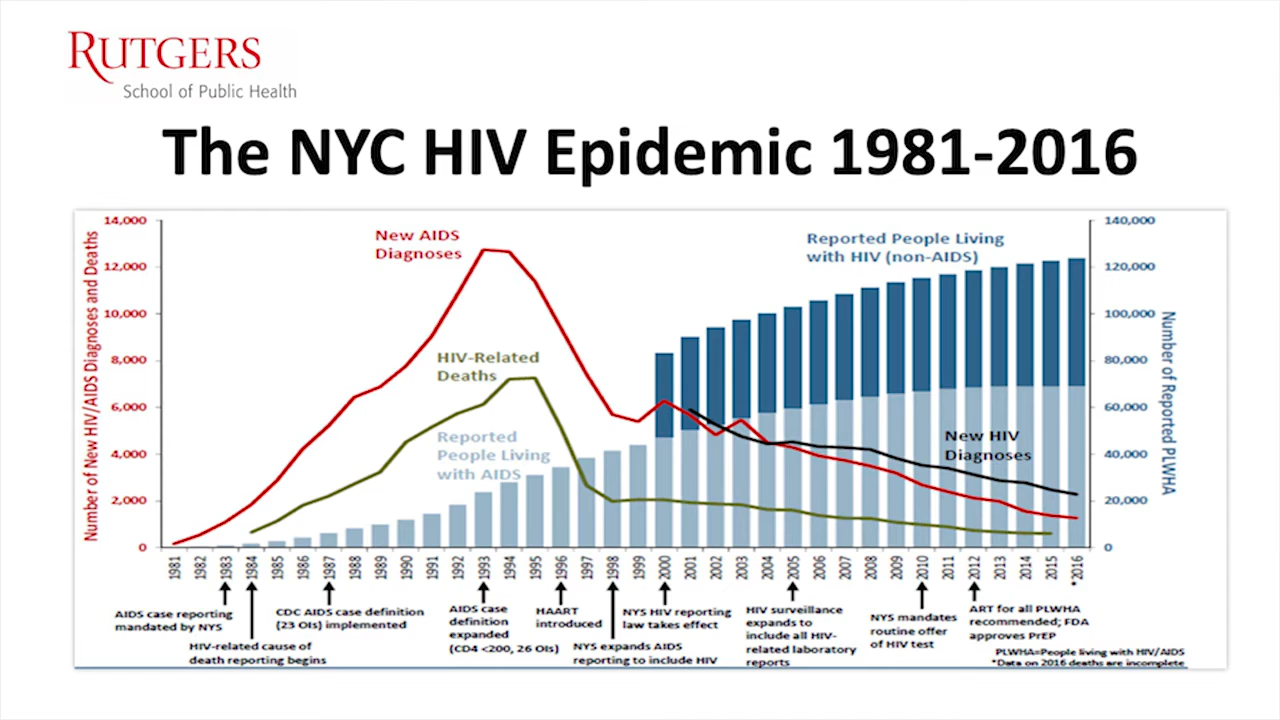 RUTGERS
School of Public Health
The NYC HIV Epidemic 1981-2016
Number of New HIV/AIDS Diagnoses and Deaths
14,000
12,000
10,000
8,000
6,000
4,000
2,000
0
New AIDS
Diagnoses
HIV-Related
Deaths
Reported
People Living
with AIDS
Reported People Living
with HIV (non-AIDS)
New HIV
Diagnoses
140,000
120,000
100,000
80,000
60,000
40,000
20,000
0
Number of Reported PLWHA
1981
1982
1983
1984
1985
1986
1987
1988
1989
1990
1991
1992
1993
1994
1995
1996
1997
1998
1999
2000
2001
2002
2003
2004
2005
2006
2007
2008
2009
2010
2011
2012
2013
2014
2015
*2016
AIDS case reporting
mandated by NYS
HIV-related cause of
death reporting begins
CDC AIDS case definition
(23 OIs) implemented
AIDS case
definition
expanded
(CD4 <200, 26 OIs)
HAART
introduced
NYS expands AIDS
reporting to include HIV
NYS HIV reporting
law takes effect
HIV surveillance
expands to
include all HIV-
related laboratory
reports
NYS mandates
routine offer
of HIV test
ART for all PLWHA
recommended; FDA
approves PrEP
PLWHA=People living with HIV/AIDS
*Data on 2016 deaths are incomplete